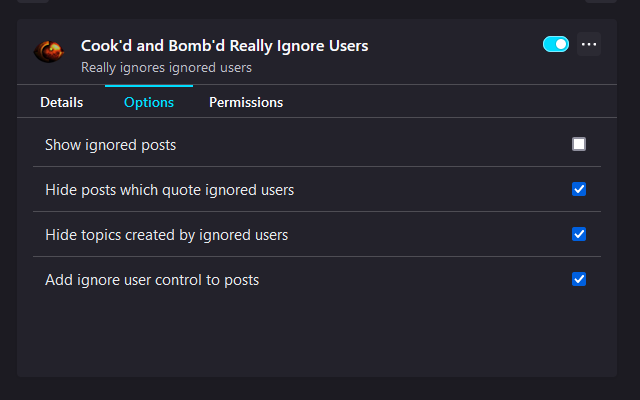 Cook'd and Bomb'd Really Ignore Users
Really ignores ignored users
Details Options Permissions
Show ignored posts
Hide posts which quote ignored users
Hide topics created by ignored users
Add ignore user control to posts